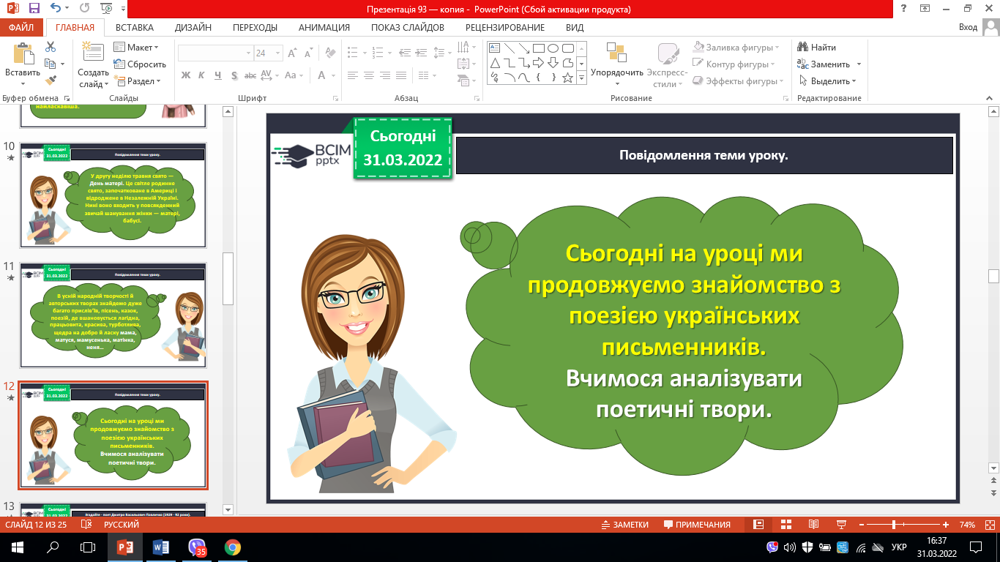 Презентація 93 — копия - PowerPoint (Сбой активации продукта)
ФАЙЛ
ГЛАВНАЯ
ВСТАВКА
ДИЗАЙН
ПЕРЕХОДЫ
АНИМАЦИЯ
ПОКАЗ СЛАЙДОВ
РЕЦЕНЗИРОВАНИЕ
ВИД
Вход
Вставить
Буфер обмена
Создать
слайд
Макет
Сбросить
Раздел
Слайды
24
Ж К Ч S abc AV Aa A
Шрифт
Абзац
Упорядочить
Экспресс-
стили
Заливка фигуры
Контур фигуры
Эффекты фигуры
Рисование
Найти
Заменить
Выделить
Редактирование
найласкавіша.
10
Сьогодні
31.03.2022
Повідомлення теми уроку.
У другу неділю травня свято —
День матері. Це світле родинне
свято, започатковане в Америці і
відроджене в Незалежній Україні.
Нині воно входить у повсякденний
звичай шанування жінки — матері,
бабусі.
11
Сьогодні
31.03.2022
Повідомлення теми уроку.
В усній народній творчості й
авторських творах знайдемо дуже
багато прислів’їв, пісень, казок,
поезій, де вшановується лагідна,
працьовита, красива, турботлива,
щедра на добро й ласку мама,
матуся, мамусенька, матінка,
неня...
12
Сьогодні
31.03.2022
Повідомлення теми уроку.
Сьогодні на уроці ми
продовжуємо знайомство з
поезією українських
письменників.
Вчимося аналізувати
поетичні твори.
13
Сьогодні
31.03.2022
Згадайте - поет Дмитро Васильович Павличко (1929 - 92 роки).
BCIM
pptx
Сьогодні
31.03.2022
Повідомлення теми уроку.
Сьогодні на уроці ми
продовжуємо знайомство з
поезією українських
письменників.
Вчимося аналізувати
поетичні твори.
СЛАЙД 12 ИЗ 25
РУССКИЙ
ЗАМЕТКИ
ПРИМЕЧАНИЯ
74%
35
УКР
16:37
31.03.2022